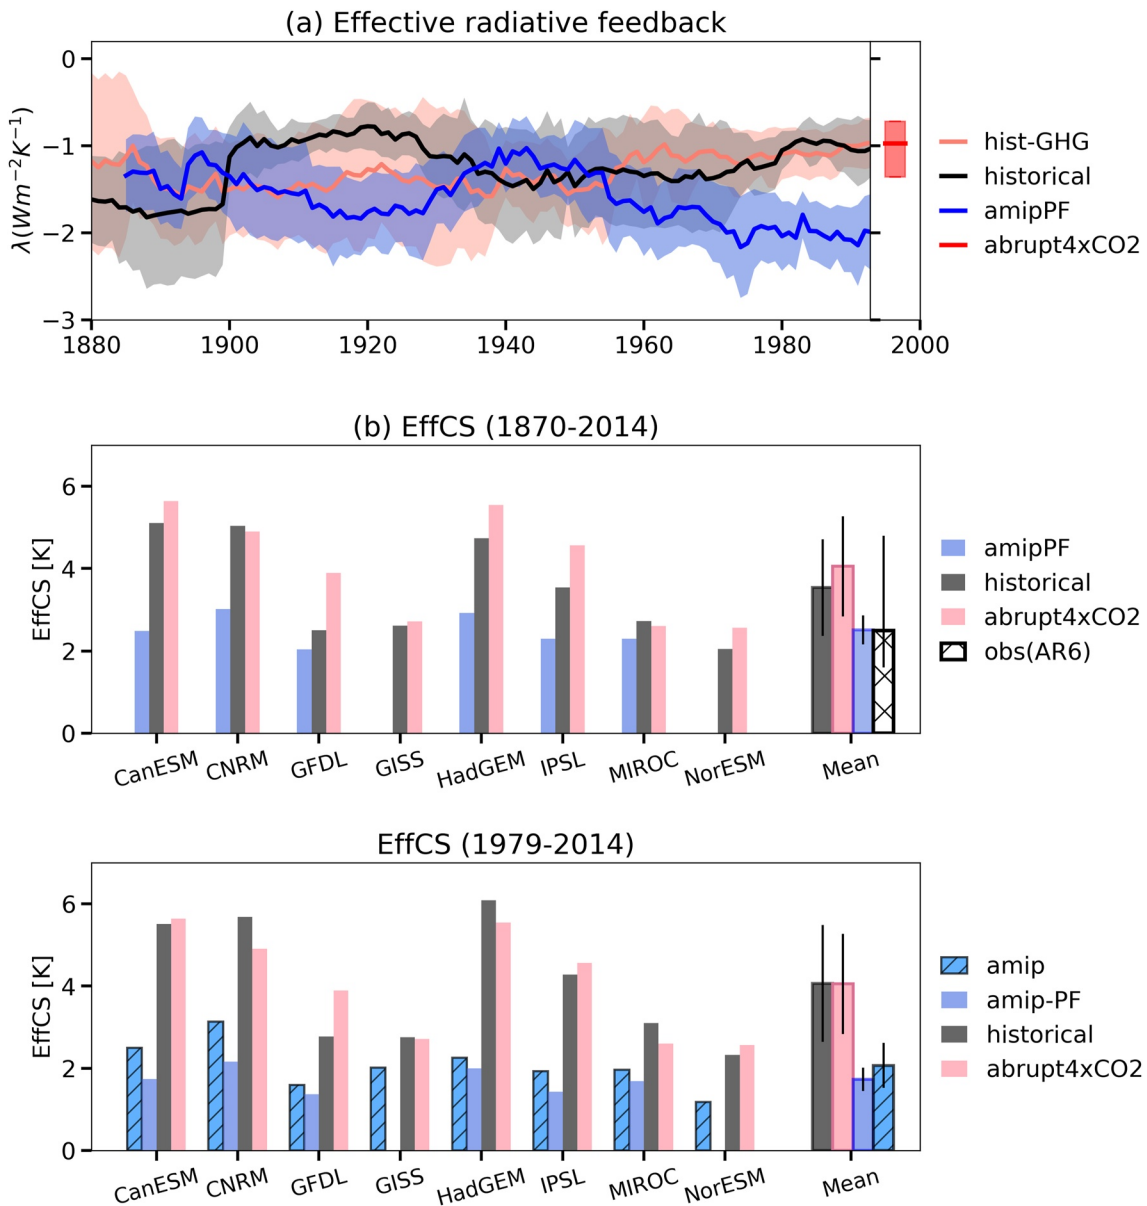 (a) Effective radiative feedback
λ(Wm⁻²K⁻¹)
0
−1
−2
−3
1880 1900 1920 1940 1960 1980 2000
hist-GHG
historical
amipPF
abrupt4xCO2
(b) EffCS (1870-2014)
EffCS [K]
6
4
2
0
CanESM CNRM GFDL GISS HadGEM IPSL MIROC NorESM Mean
amipPF
historical
abrupt4xCO2
obs(AR6)
EffCS (1979-2014)
EffCS [K]
6
4
2
0
CanESM CNRM GFDL GISS HadGEM IPSL MIROC NorESM Mean
amip
amip-PF
historical
abrupt4xCO2